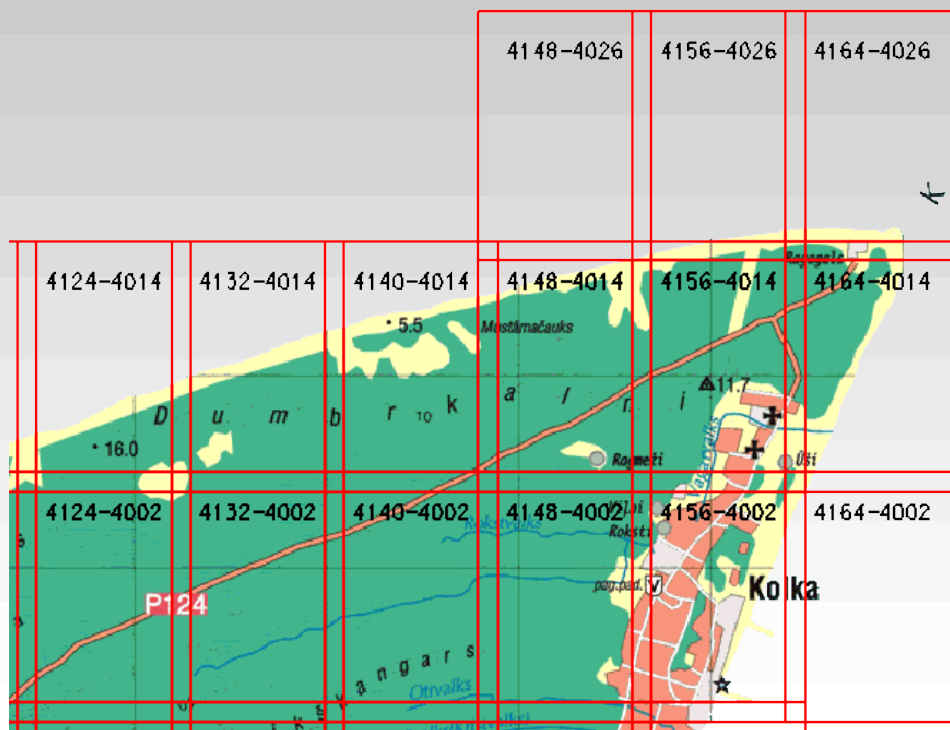 4148-4026 4156-4026 4164-4026
K
4124-4014 4132-4014 4140-4014 4148-4014 4156-4014 4164-4014
5.5
11.7
D u m b r k a r n i
16.0
Rogmeži
Ūši
4124-4002 4132-4002 4140-4002 4148-4002 4156-4002 4164-4002
Rokstvalks
Roksti
pag.pad. V
Kolka
P124
v a n g a r s
Otrvalks